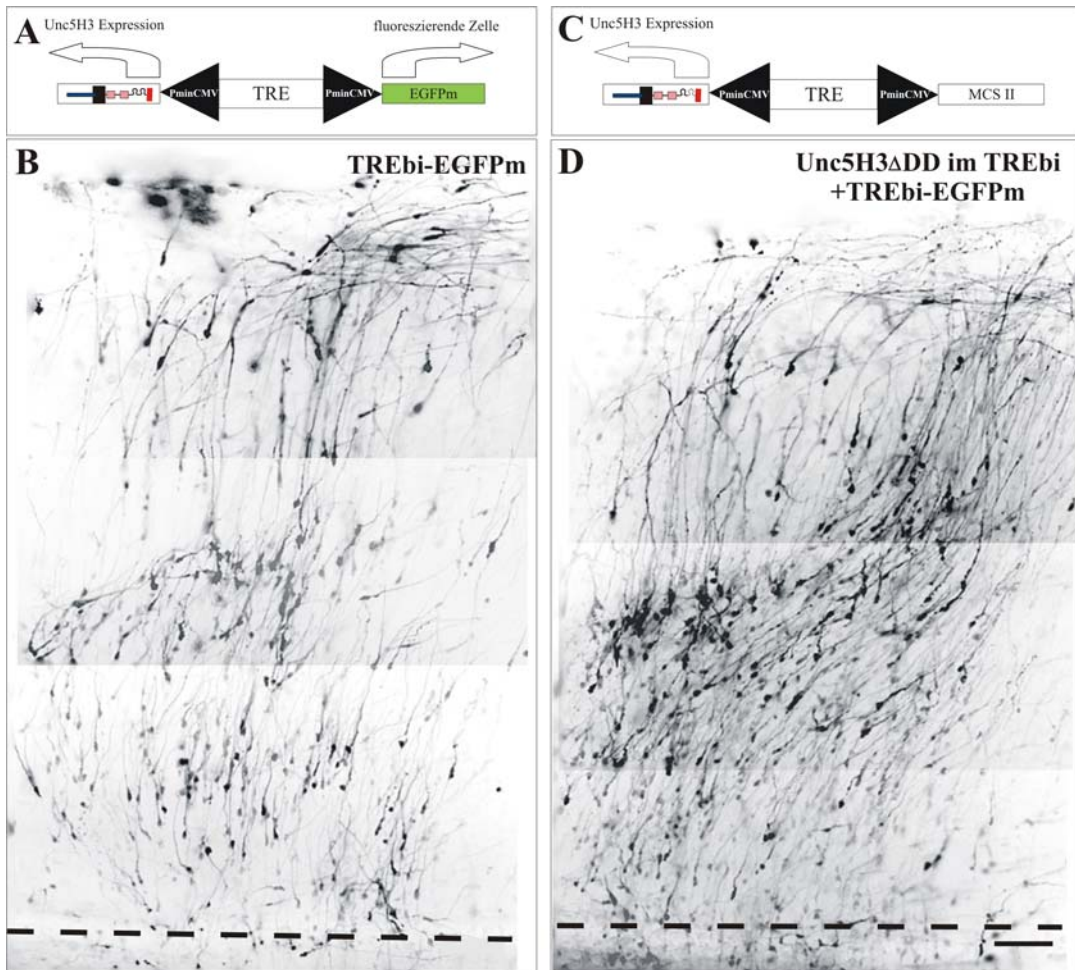 A
Unc5H3 Expression
fluoreszierende Zelle
PminCMV
TRE
PminCMV
EGFPm
C
Unc5H3 Expression
PminCMV
TRE
PminCMV
MCS II
B
TREbi-EGFPm
D
Unc5H3ΔDD im TREbi
+TREbi-EGFPm